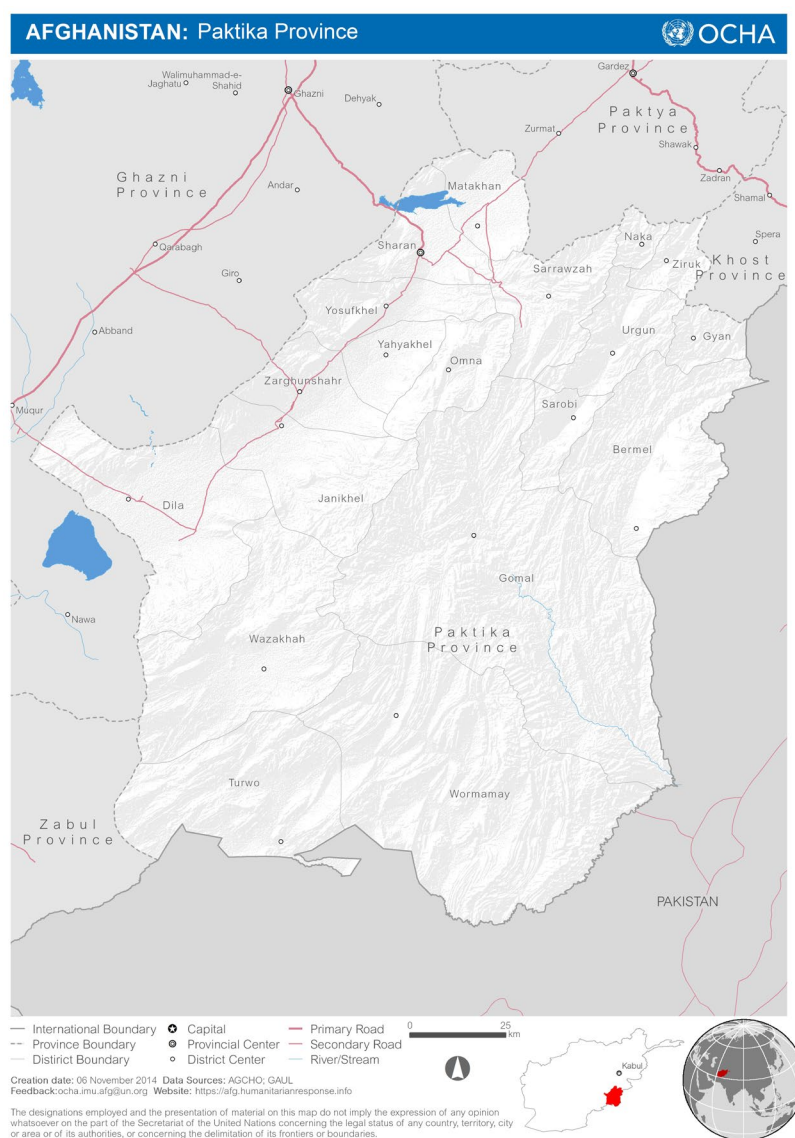 AFGHANISTAN: Paktika Province
OCHA
Walimuhammad-e-
Shahid
Jaghatu
Ghazni
Dehyak
Gardez
Paktya
Province
Zurmat
Shawak
Zadran
Shamal
Ghazni
Province
Andar
Matakhan
Qarabagh
Giro
Sharan
Naka
Ziruk
Spera
Khost
Province
Sarrawzah
Abband
Yosufkhel
Urgun
Gyan
Yahyakhel
Omna
Zarghunshahr
Muqur
Sarobi
Bermel
Dila
Janikhel
Gomal
Nawa
Wazakhah
Paktika
Province
Turwo
Wormamay
Zabul
Province
PAKISTAN
International Boundary
Province Boundary
Distirict Boundary
Capital
Provincial Center
District Center
Primary Road
Secondary Road
River/Stream
0 25
km
Kabul
Creation date: 06 November 2014 Data Sources: AGCHO; GAUL
Feedback:ocha.imu.afg@un.org Website: https://afg.humanitarianresponse.info
The designations employed and the presentation of material on this map do not imply the expression of any opinion
whatsoever on the part of the Secretariat of the United Nations concerning the legal status of any country, territory, city
or area or of its authorities, or concerning the delimitation of its frontiers or boundaries.